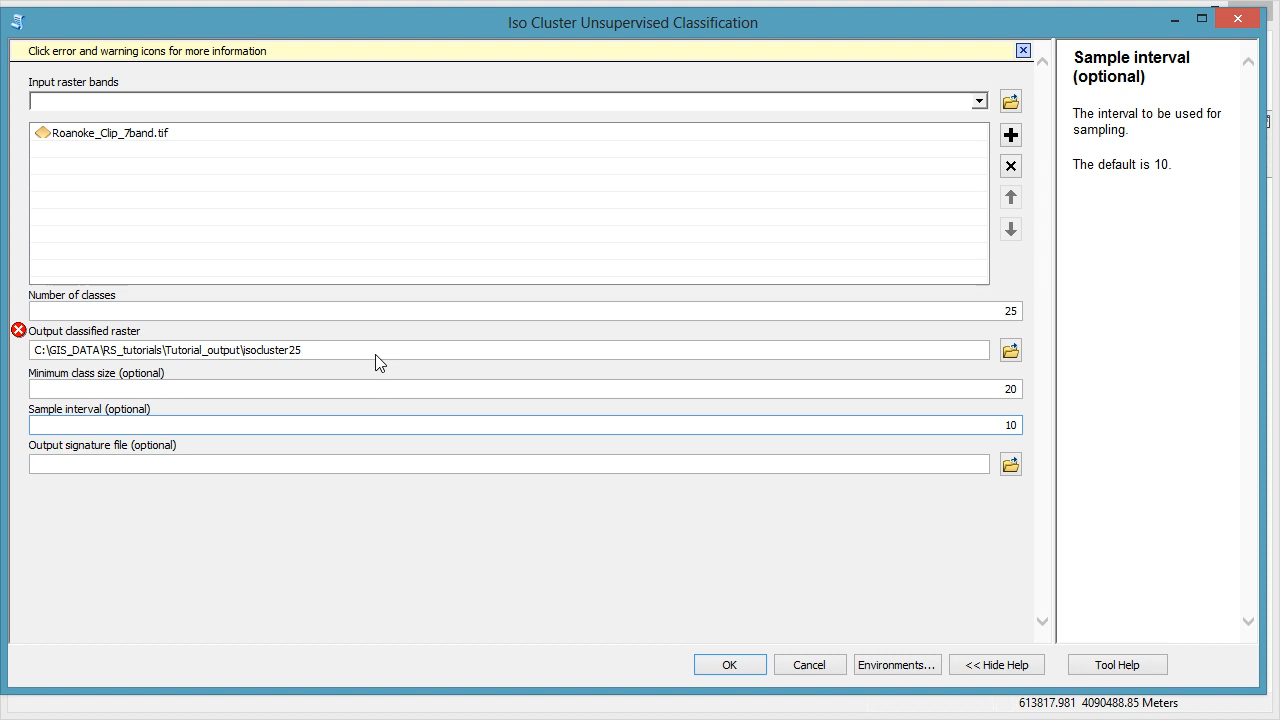 Iso Cluster Unsupervised Classification
Click error and warning icons for more information
Input raster bands
Roanoke_Clip_7band.tif
Number of classes
25
Output classified raster
C:\GIS_DATA\RS_tutorials\Tutorial_output\isocluster25
Minimum class size (optional)
20
Sample interval (optional)
10
Output signature file (optional)
Sample interval
(optional)
The interval to be used for
sampling.
The default is 10.
OK
Cancel
Environments...
<< Hide Help
Tool Help
613817.981 4090488.85 Meters